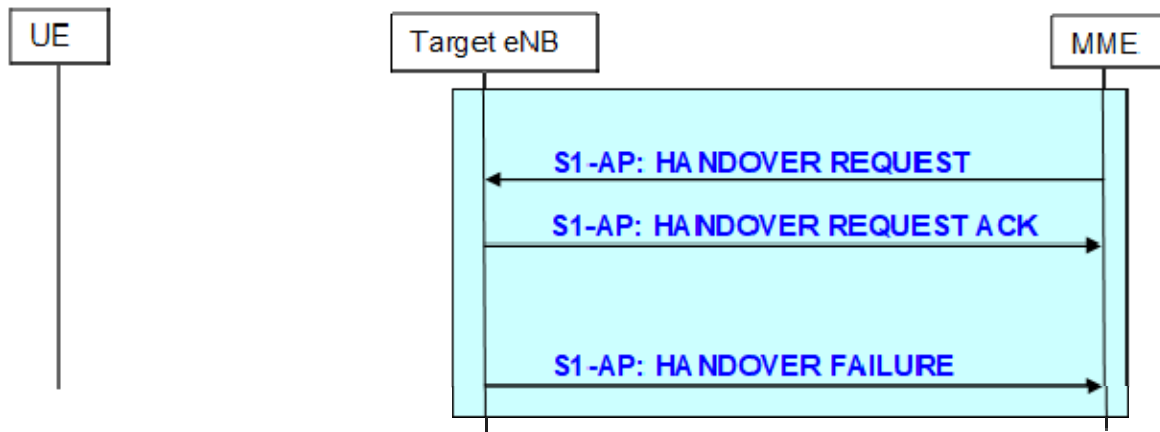 UE
Target eNB
MME
S1-AP: HANDOVER REQUEST
S1-AP: HANDOVER REQUEST ACK
S1-AP: HANDOVER FAILURE